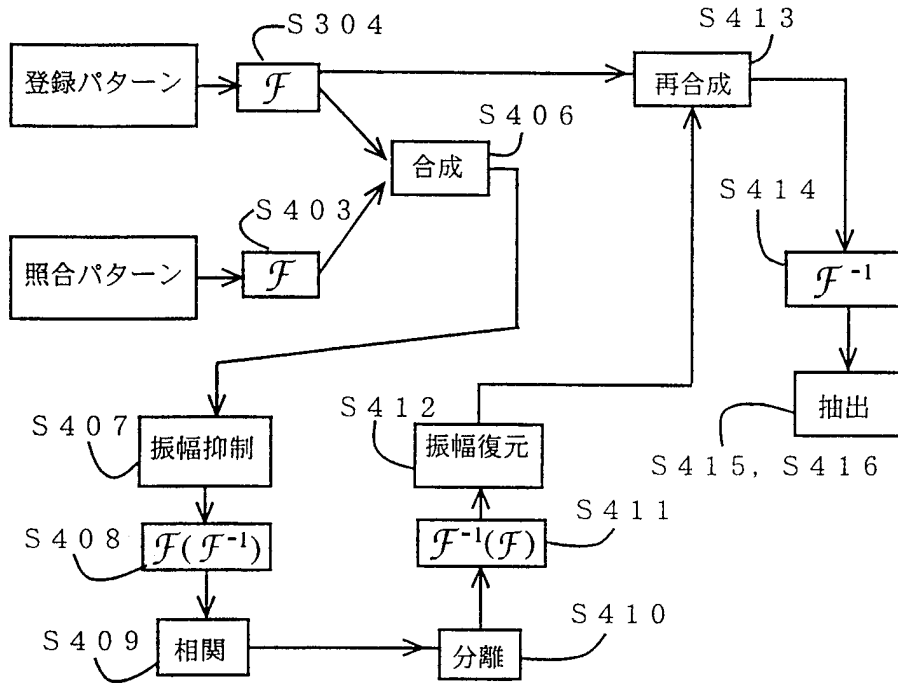 S304
S413
登録パターン
ℱ
再合成
S406
合成
S414
S403
照合パターン
ℱ
ℱ⁻¹
S407
振幅抑制
S412
振幅復元
抽出
S415, S416
S408
ℱ(ℱ⁻¹)
ℱ⁻¹(ℱ)
S411
S409
相関
分離
S410